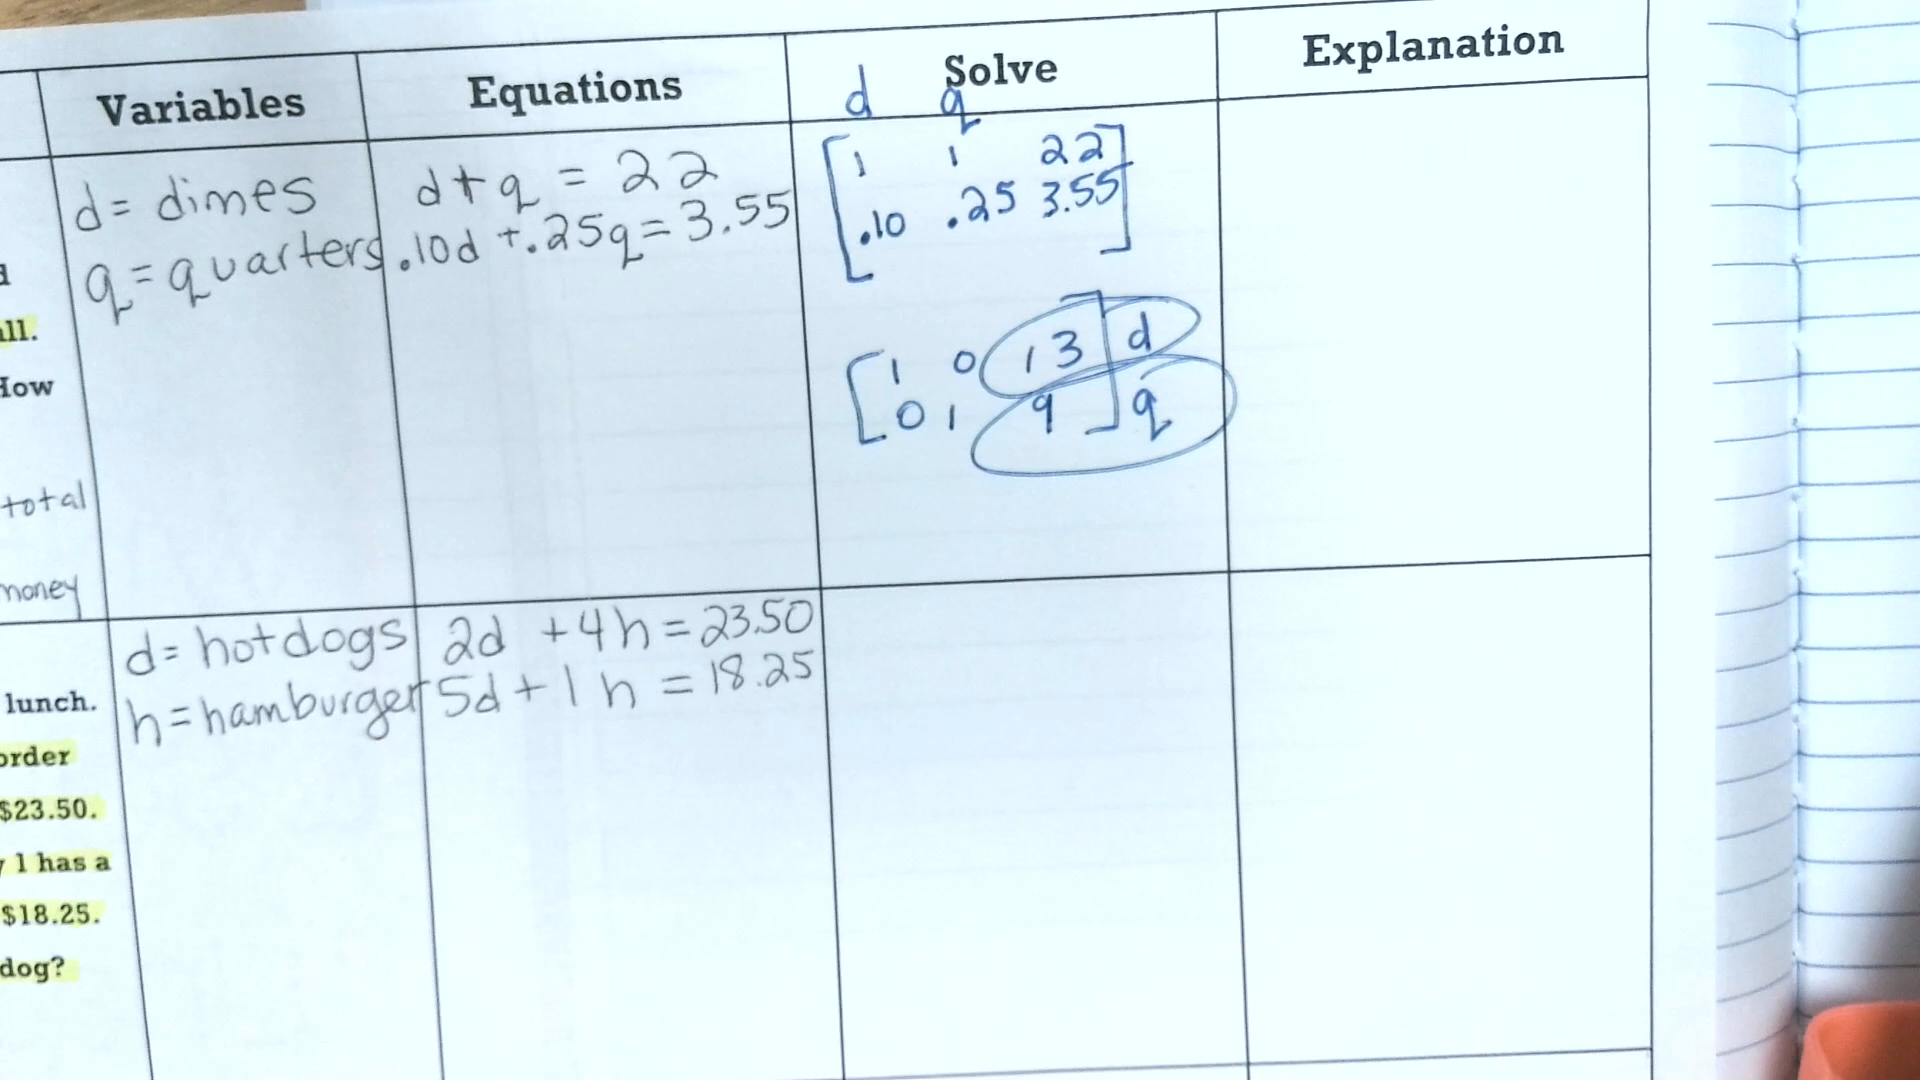 Variables Equations Solve Explanation
d q
d = dimes
q = quarters
d + q = 22
.10d + .25q = 3.55
1 1 22
.10 .25 3.55
1 0 13 d
0 1 9 q
all.
How
total
money
d = hotdogs
h = hamburger
2d + 4h = 23.50
5d + 1h = 18.25
lunch.
order
$23.50.
1 has a
$18.25.
dog?